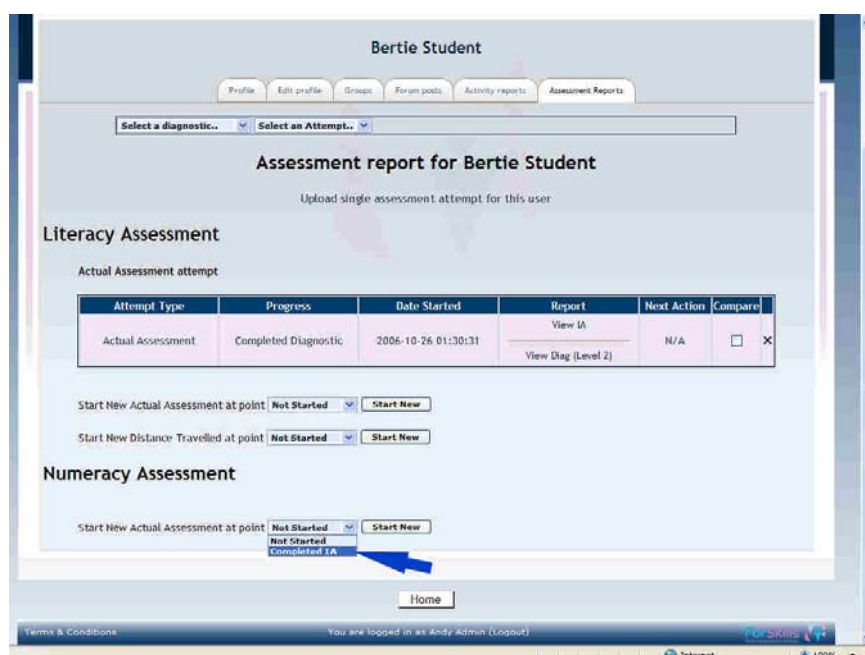 Bertie Student
Profile Edit profile Groups Forum posts Activity reports Assessment Reports
Select a diagnostic.. Select an Attempt..
Assessment report for Bertie Student
Upload single assessment attempt for this user
Literacy Assessment
Actual Assessment attempt
Attempt Type Progress Date Started Report Next Action Compare
View IA
Actual Assessment Completed Diagnostic 2006-10-26 01:30:31 N/A X
View Diag (Level 2)
Start New Actual Assessment at point Not Started Start New
Start New Distance Travelled at point Not Started Start New
Numeracy Assessment
Start New Actual Assessment at point Not Started Start New
Not Started
Completed IA
Home
Terms & Conditions You are logged in as Andy Admin (Logout) ForSkills
Internet 100%